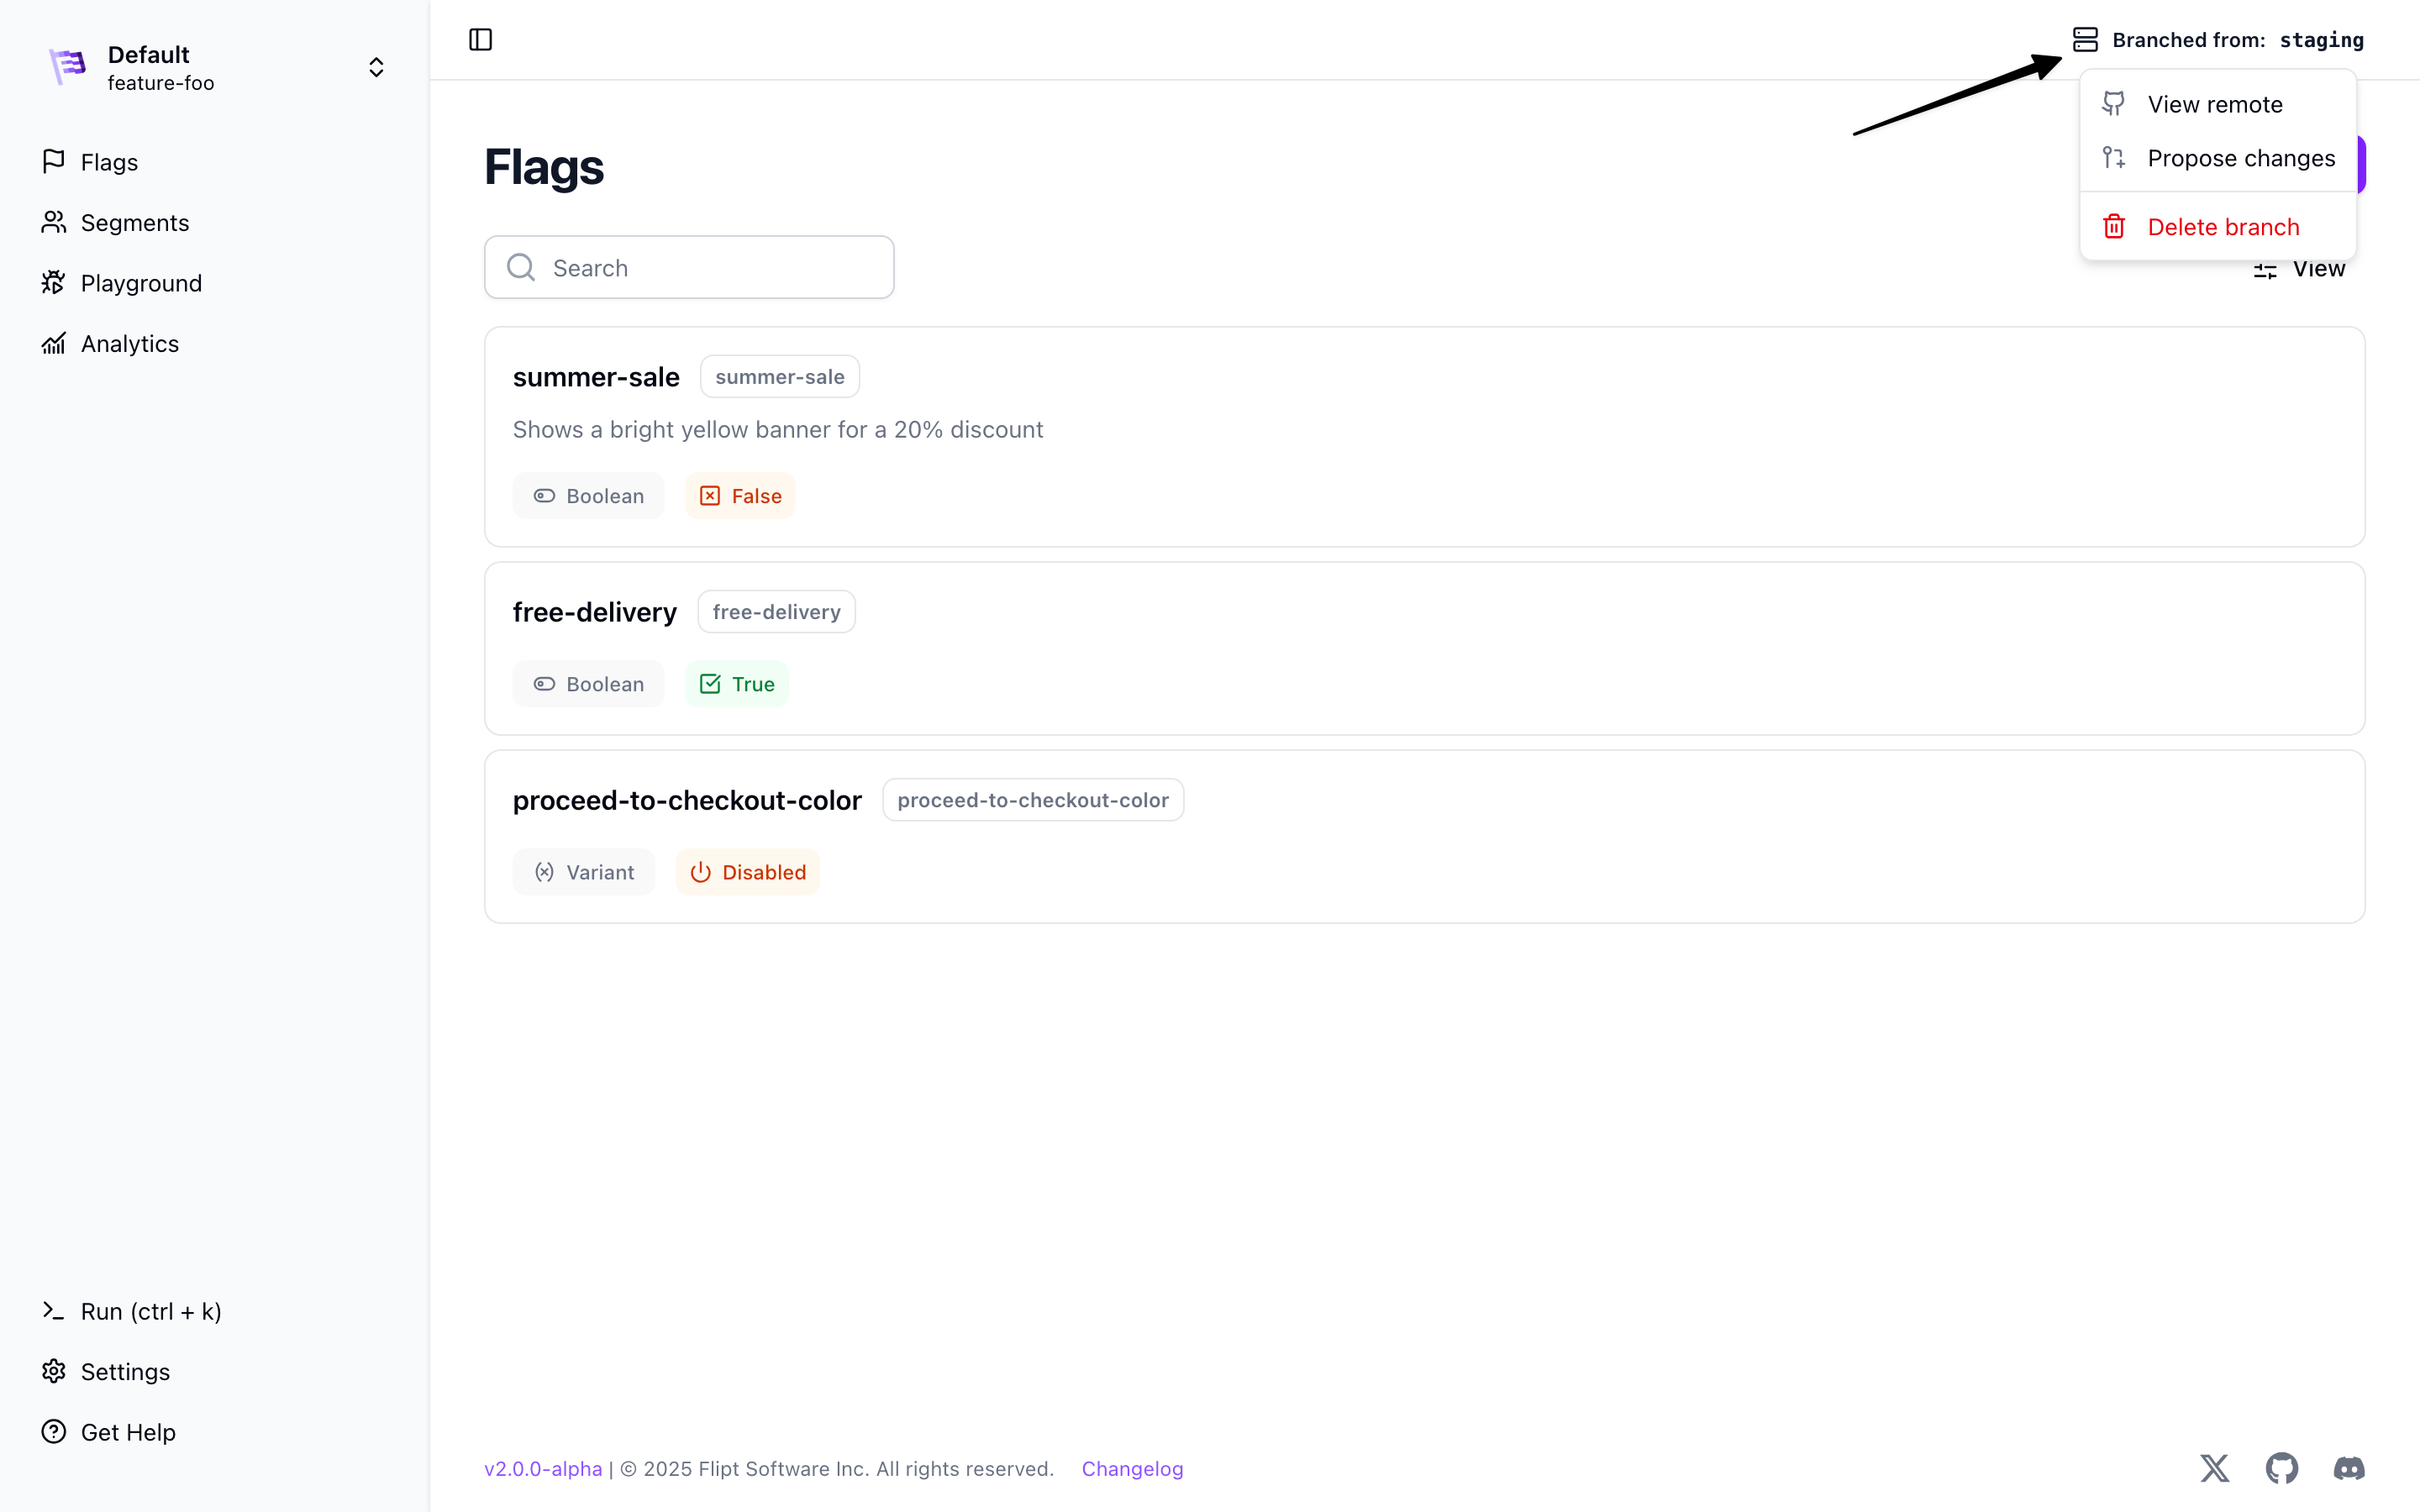 Default
feature-foo
Flags
Segments
Playground
Analytics
Run (ctrl + k)
Settings
Get Help
Branched from: staging
View remote
Propose changes
Delete branch
Flags
Search
View
summer-sale summer-sale
Shows a bright yellow banner for a 20% discount
Boolean False
free-delivery free-delivery
Boolean True
proceed-to-checkout-color proceed-to-checkout-color
Variant Disabled
v2.0.0-alpha | © 2025 Flipt Software Inc. All rights reserved. Changelog